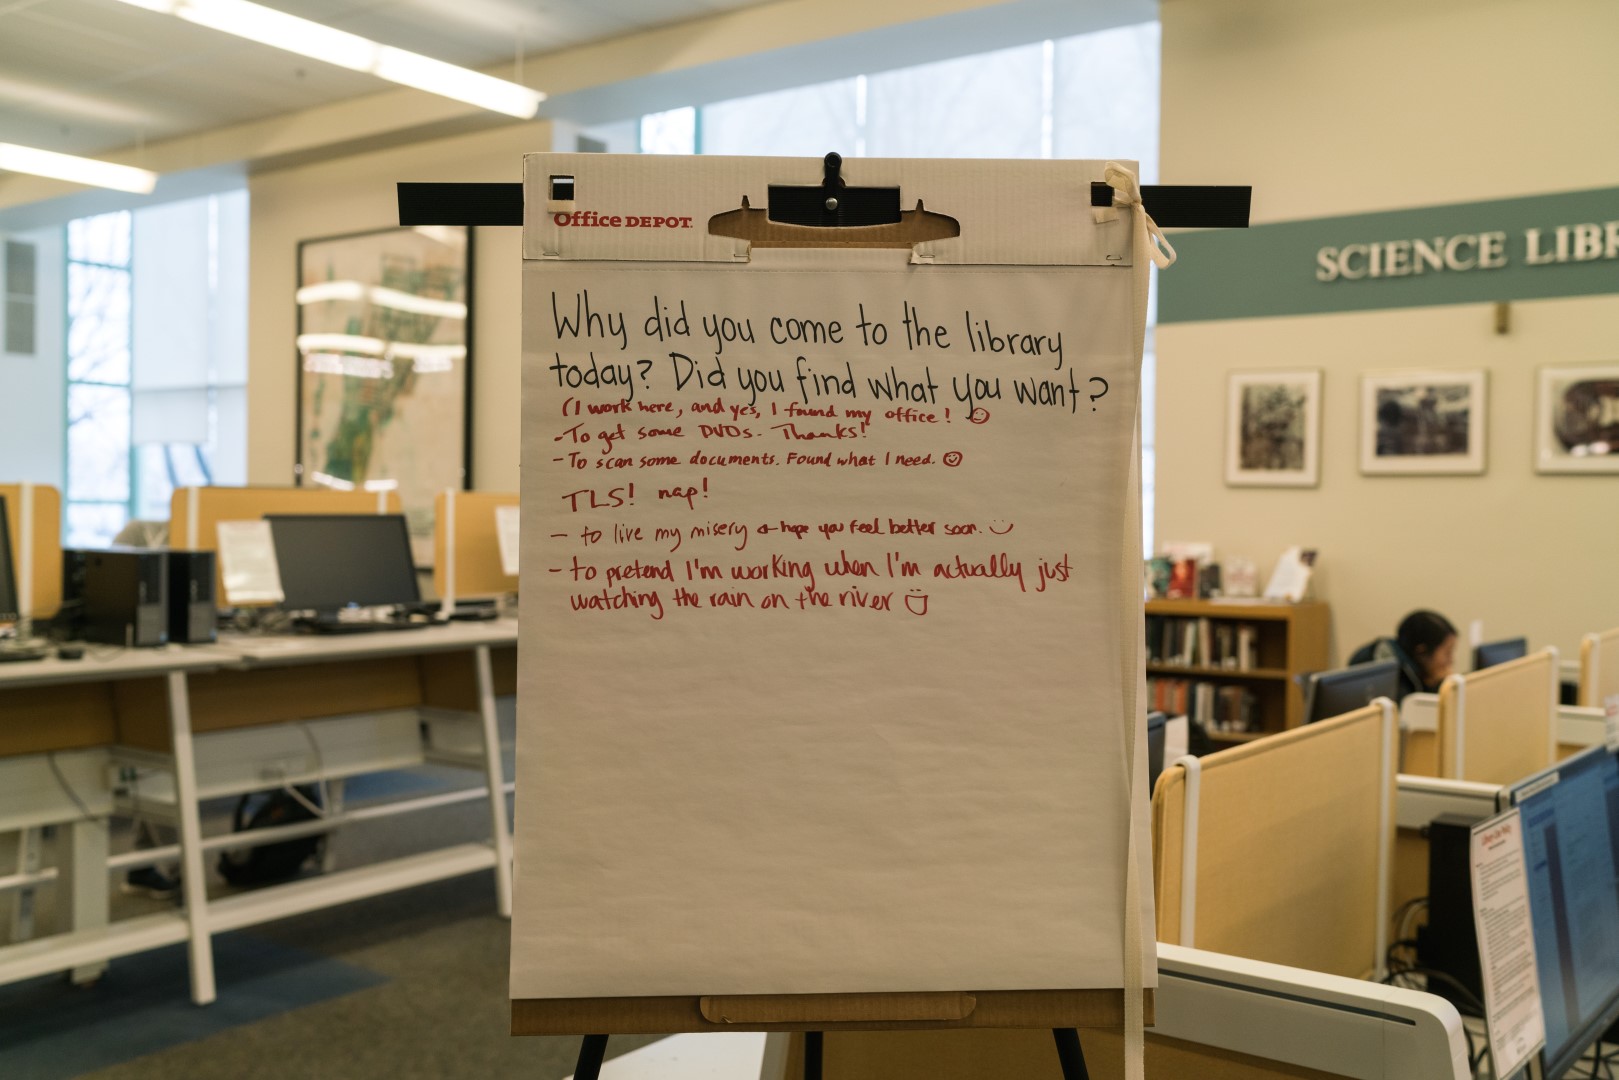 Office DEPOT.
SCIENCE LIBR
Why did you come to the library
today? Did you find what you want?
(I work here, and yes, I found my office! ☺
-To get some DVDs. Thanks!
- To scan some documents. Found what I need. ☺
TLS! nap!
- to live my misery ← hope you feel better soon. ☺
- to pretend I'm working when I'm actually just
watching the rain on the river ☺